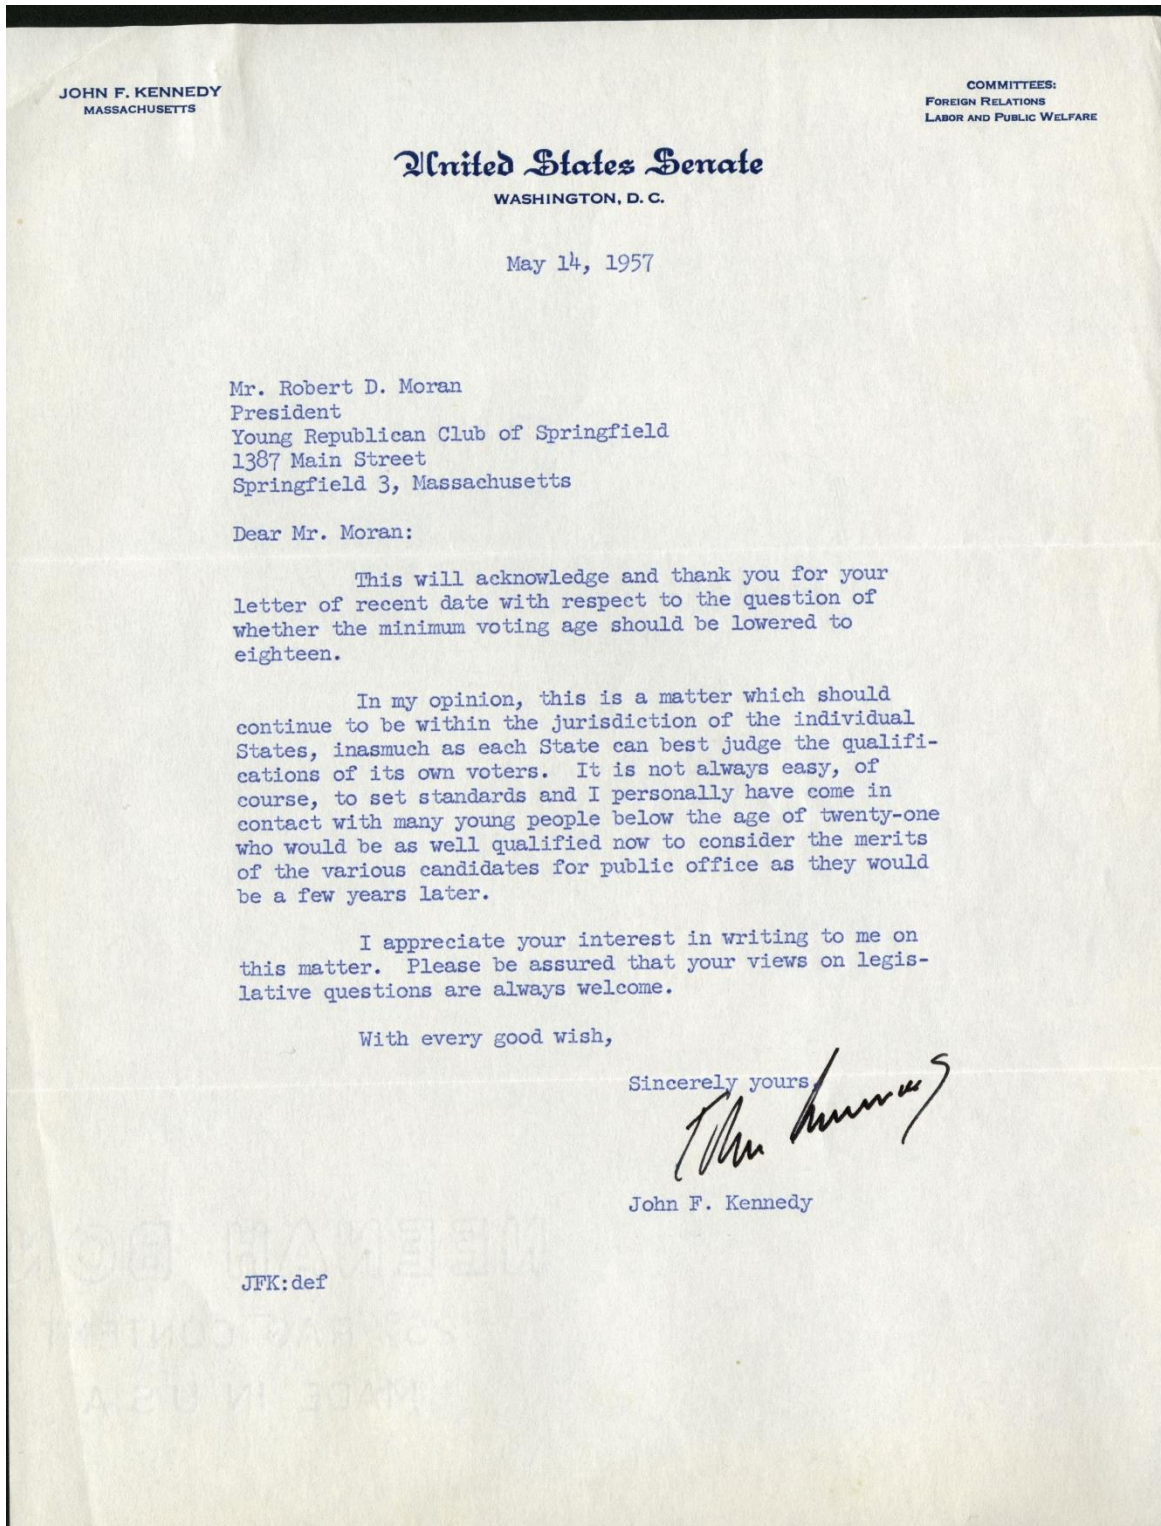 JOHN F. KENNEDY
MASSACHUSETTS
COMMITTEES:
FOREIGN RELATIONS
LABOR AND PUBLIC WELFARE
United States Senate
WASHINGTON, D. C.
May 14, 1957
Mr. Robert D. Moran
President
Young Republican Club of Springfield
1387 Main Street
Springfield 3, Massachusetts
Dear Mr. Moran:
This will acknowledge and thank you for your
letter of recent date with respect to the question of
whether the minimum voting age should be lowered to
eighteen.
In my opinion, this is a matter which should
continue to be within the jurisdiction of the individual
States, inasmuch as each State can best judge the qualifi-
cations of its own voters. It is not always easy, of
course, to set standards and I personally have come in
contact with many young people below the age of twenty-one
who would be as well qualified now to consider the merits
of the various candidates for public office as they would
be a few years later.
I appreciate your interest in writing to me on
this matter. Please be assured that your views on legis-
lative questions are always welcome.
With every good wish,
Sincerely yours,
John Kennedy
John F. Kennedy
NEENAH BON
JFK:def
25% RAG CONTENT
MADE IN U.S.A